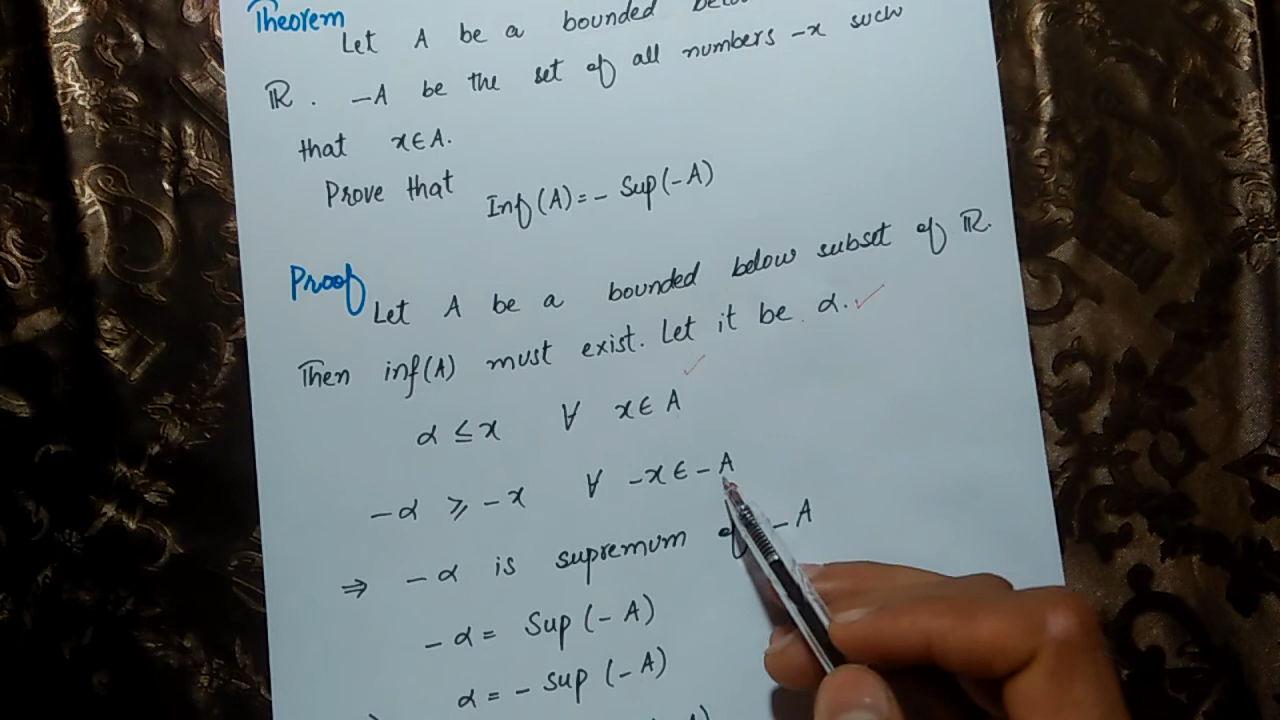 Theorem
Let A be a bounded
R. -A be the set of all numbers -x such
that x∈A.
Prove that Inf(A) = - Sup(-A)
Proof
Let A be a bounded below subset of R.
Then inf(A) must exist. Let it be α. ✓
α ≤ x ∀ x∈ A ✓
-α ≥ -x ∀ -x ∈ -A
⇒ -α is supremum of -A
-α = Sup (-A)
α = - sup (-A)